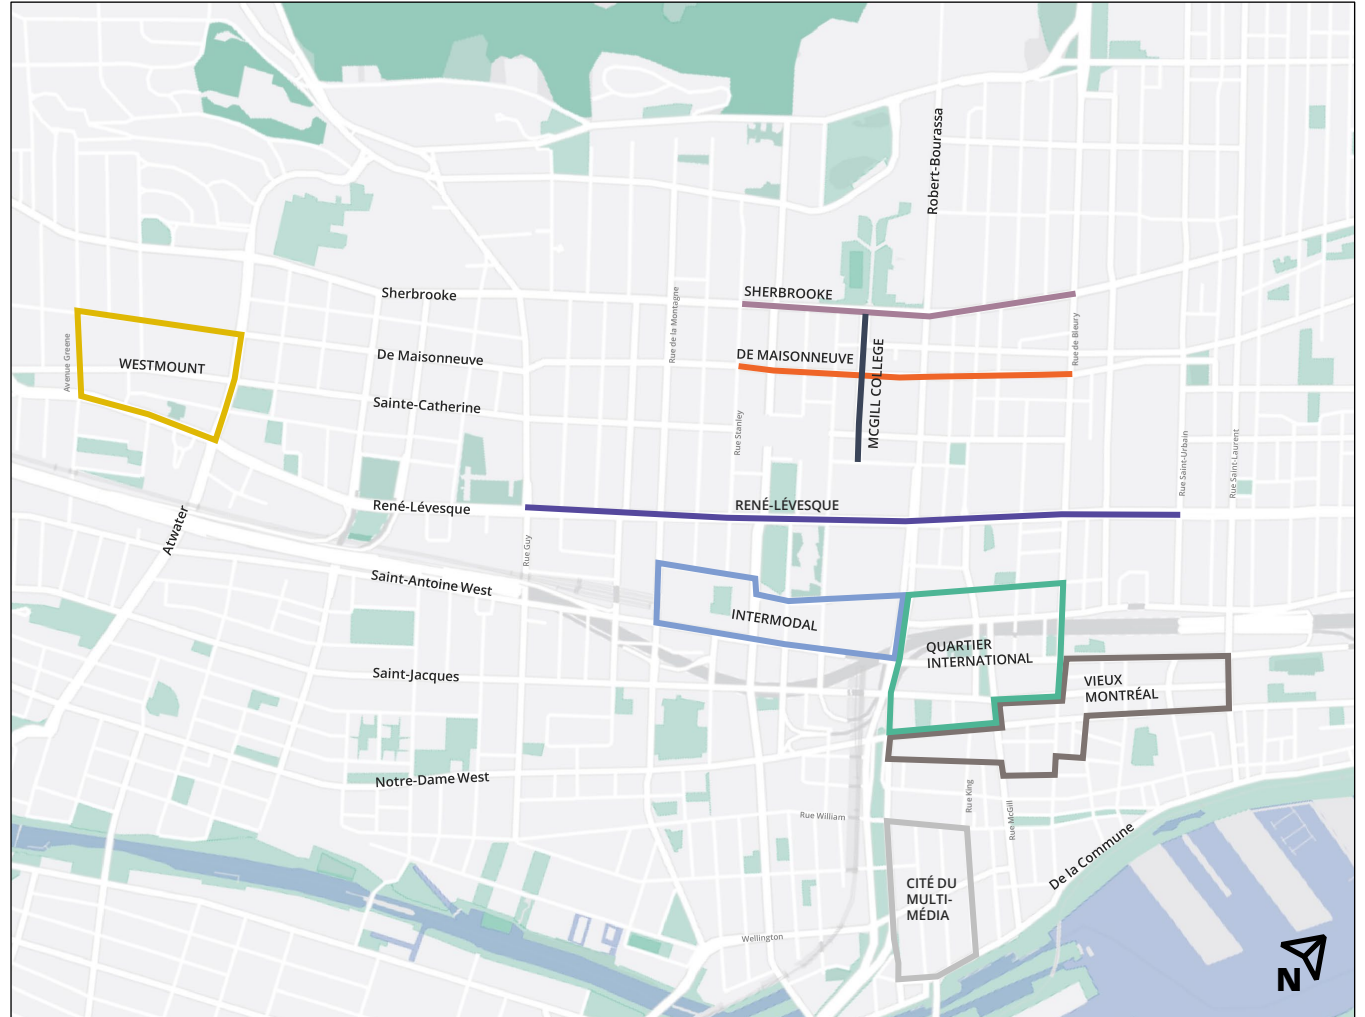 Robert-Bourassa
Sherbrooke
SHERBROOKE
Rue de la Montagne
Avenue Greene
WESTMOUNT
De Maisonneuve
DE MAISONNEUVE
MCGILL COLLEGE
Rue de Bleury
Sainte-Catherine
Rue Stanley
Rue Saint-Urbain
Rue Saint-Laurent
René-Lévesque
RENÉ-LÉVESQUE
Atwater
Rue Guy
Saint-Antoine West
INTERMODAL
QUARTIER
INTERNATIONAL
Saint-Jacques
VIEUX
MONTRÉAL
Notre-Dame West
Rue King
Rue McGill
Rue William
De la Commune
CITÉ DU
MULTI-
MÉDIA
Wellington
N